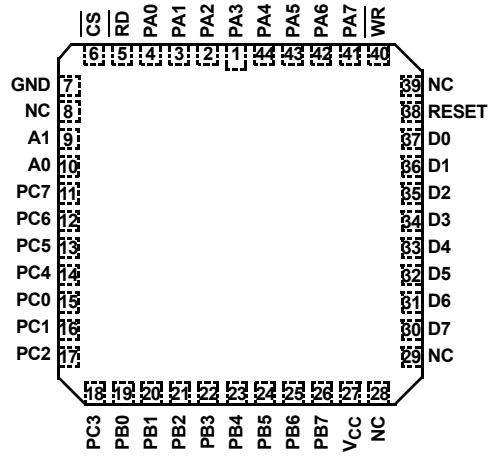 CS RD PA0 PA1 PA2 PA3 PA4 PA5 PA6 PA7 WR
6 5 4 3 2 1 44 43 42 41 40
GND 7 39 NC
NC 8 38 RESET
A1 9 37 D0
A0 10 36 D1
PC7 11 35 D2
PC6 12 34 D3
PC5 13 33 D4
PC4 14 32 D5
PC0 15 31 D6
PC1 16 30 D7
PC2 17 29 NC
18 19 20 21 22 23 24 25 26 27 28
PC3 PB0 PB1 PB2 PB3 PB4 PB5 PB6 PB7 VCC NC